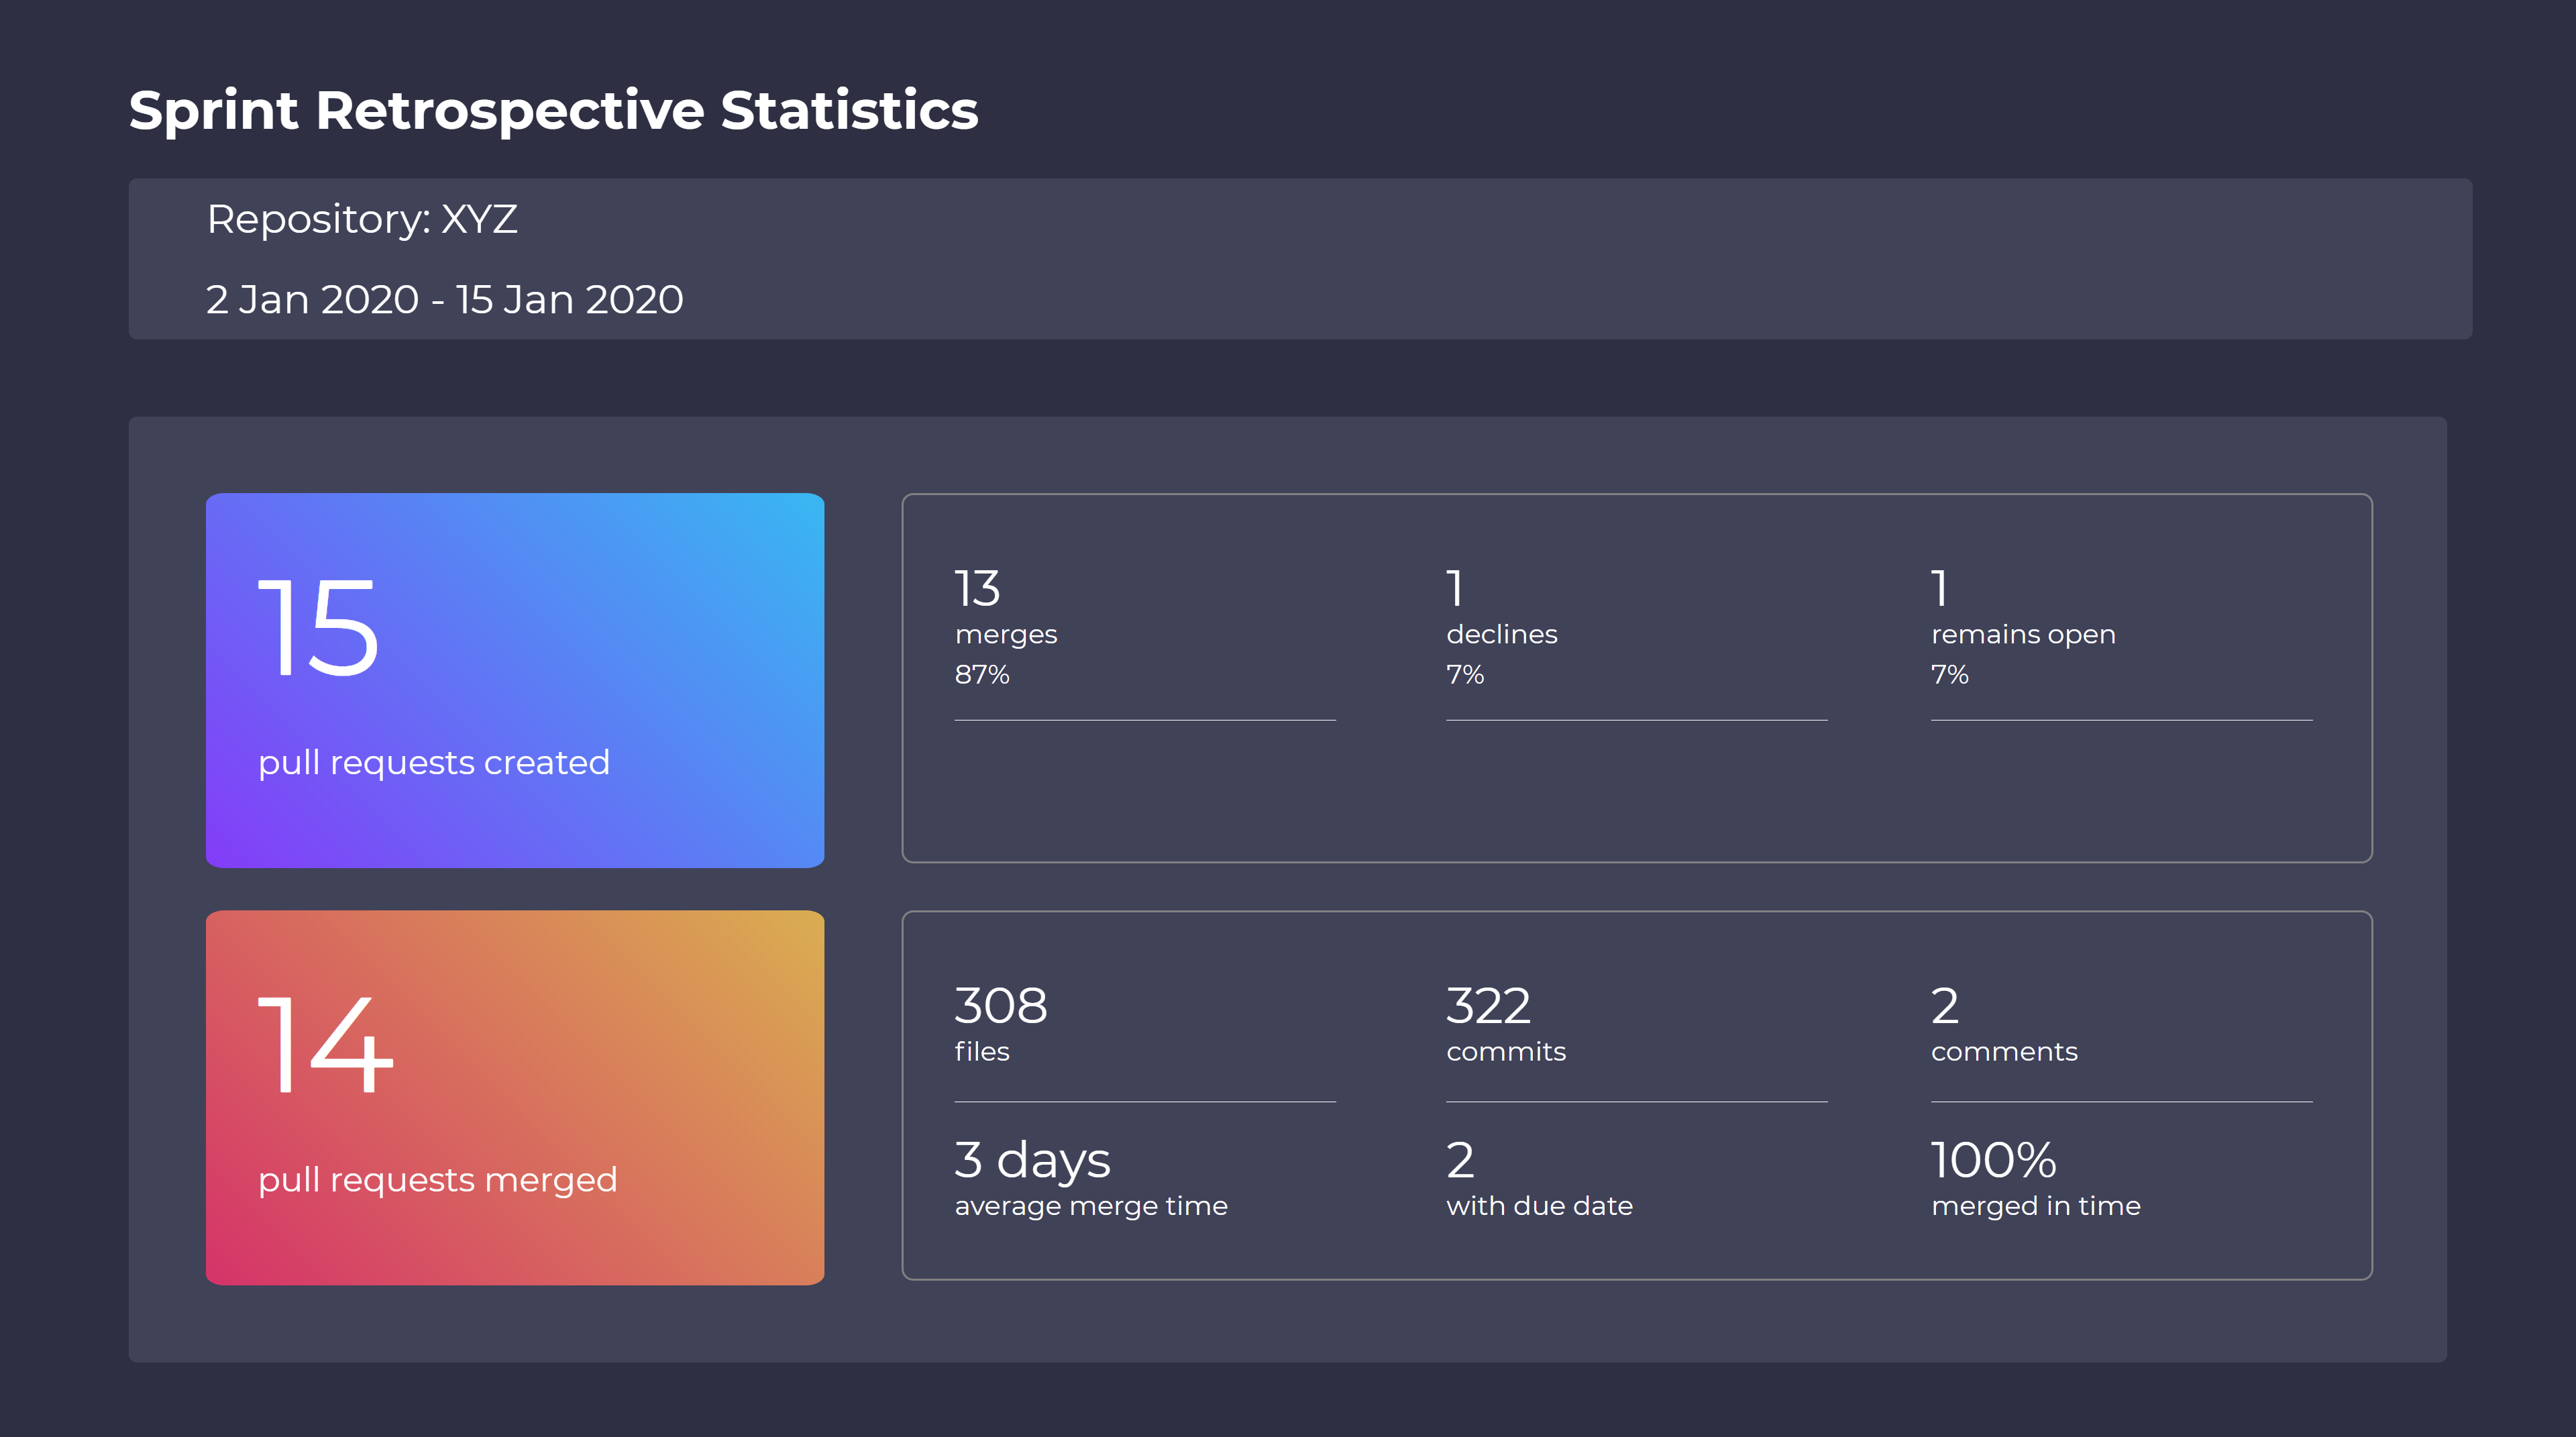 Sprint Retrospective Statistics
Repository: XYZ
2 Jan 2020 - 15 Jan 2020
15
pull requests created
13
merges
87%
1
declines
7%
1
remains open
7%
14
pull requests merged
308
files
322
commits
2
comments
3 days
average merge time
2
with due date
100%
merged in time